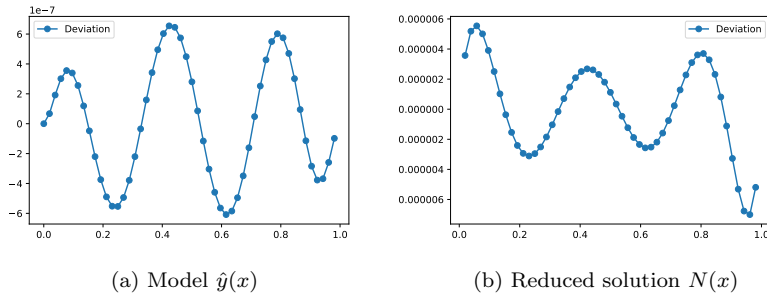 1e−7
Deviation
6
4
2
0
−2
−4
−6
0.0 0.2 0.4 0.6 0.8 1.0
Deviation
0.000006
0.000004
0.000002
0.000000
0.000002
0.000004
0.000006
0.0 0.2 0.4 0.6 0.8 1.0
(a) Model ŷ(x)
(b) Reduced solution N(x)